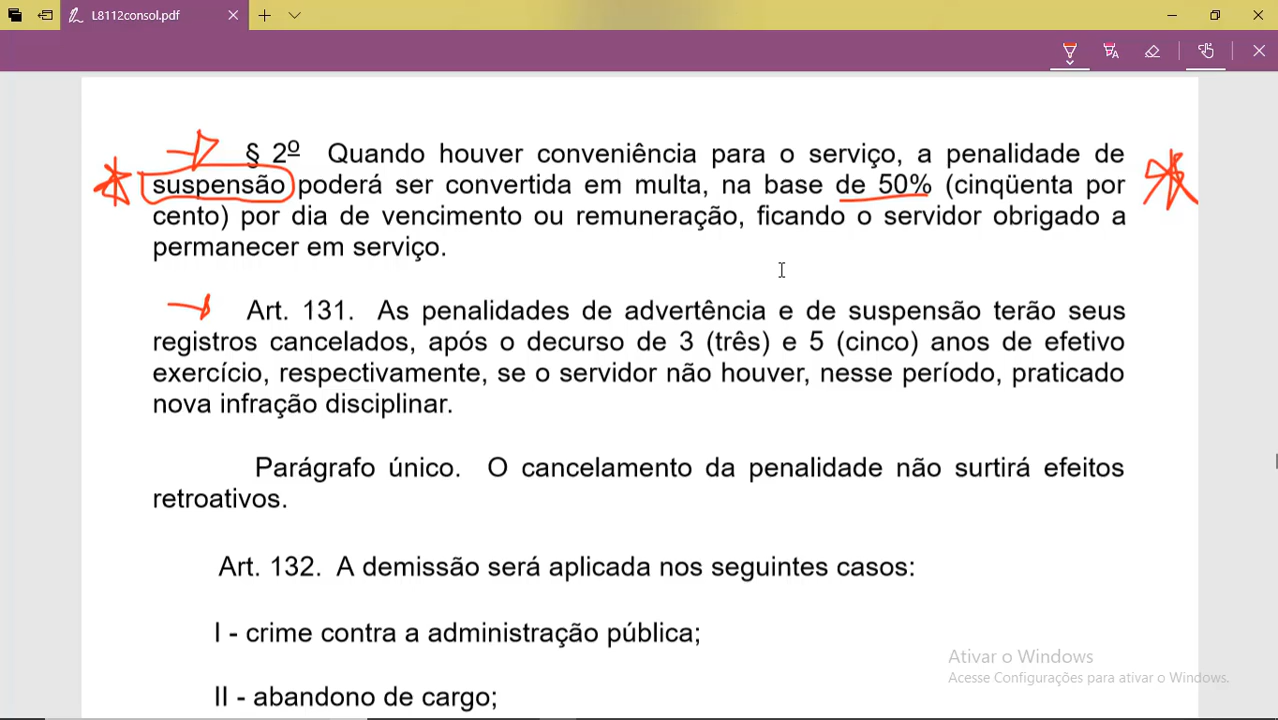 L8112consol.pdf
§ 2º Quando houver conveniência para o serviço, a penalidade de
suspensão poderá ser convertida em multa, na base de 50% (cinqüenta por
cento) por dia de vencimento ou remuneração, ficando o servidor obrigado a
permanecer em serviço.
Art. 131. As penalidades de advertência e de suspensão terão seus
registros cancelados, após o decurso de 3 (três) e 5 (cinco) anos de efetivo
exercício, respectivamente, se o servidor não houver, nesse período, praticado
nova infração disciplinar.
Parágrafo único. O cancelamento da penalidade não surtirá efeitos
retroativos.
Art. 132. A demissão será aplicada nos seguintes casos:
I - crime contra a administração pública;
II - abandono de cargo;
Ativar o Windows
Acesse Configurações para ativar o Windows.